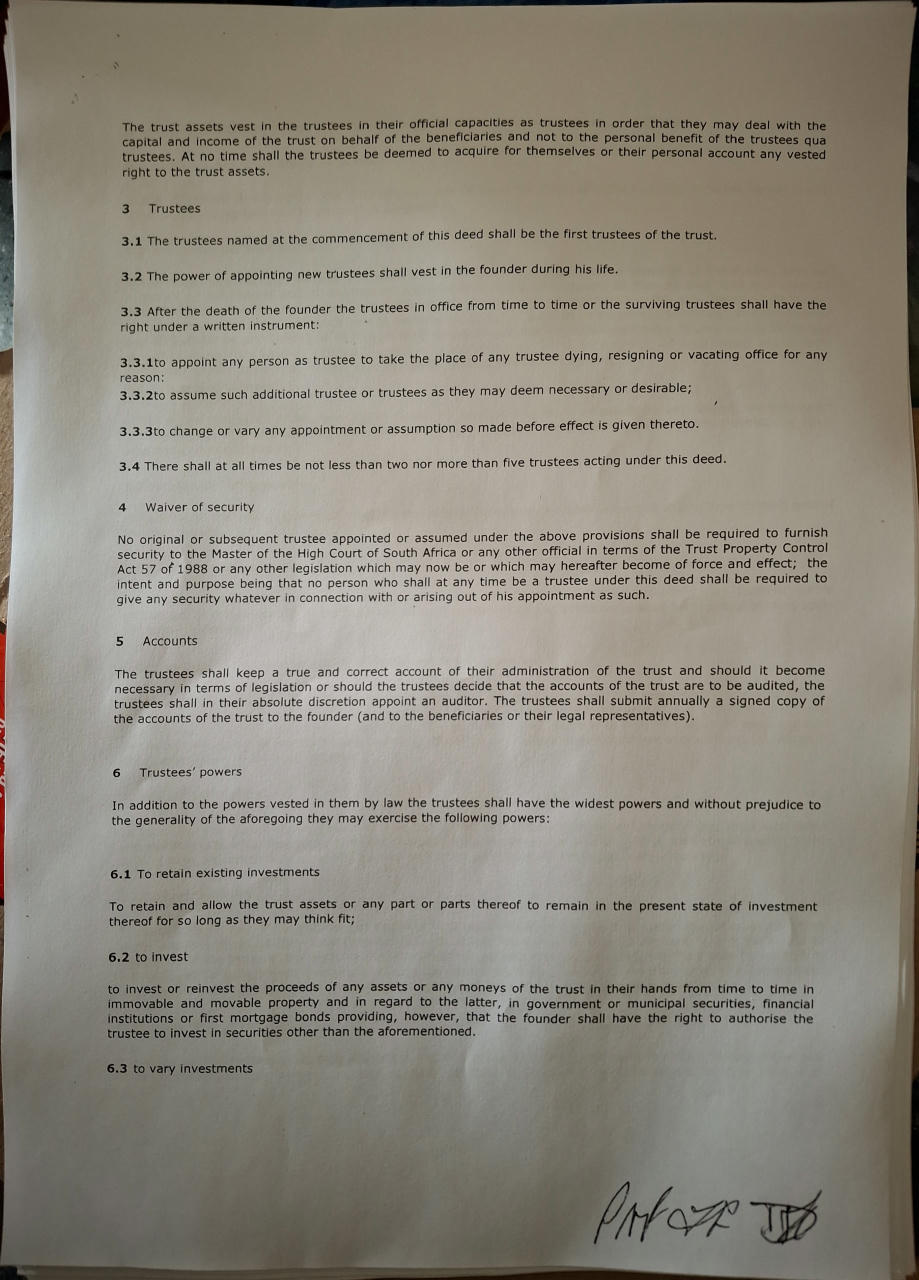 The trust assets vest in the trustees in their official capacities as trustees in order that they may deal with the
capital and income of the trust on behalf of the beneficiaries and not to the personal benefit of the trustees qua
trustees. At no time shall the trustees be deemed to acquire for themselves or their personal account any vested
right to the trust assets.
3 Trustees
3.1 The trustees named at the commencement of this deed shall be the first trustees of the trust.
3.2 The power of appointing new trustees shall vest in the founder during his life.
3.3 After the death of the founder the trustees in office from time to time or the surviving trustees shall have the
right under a written instrument:
3.3.1to appoint any person as trustee to take the place of any trustee dying, resigning or vacating office for any
reason:
3.3.2to assume such additional trustee or trustees as they may deem necessary or desirable;
3.3.3to change or vary any appointment or assumption so made before effect is given thereto.
3.4 There shall at all times be not less than two nor more than five trustees acting under this deed.
4 Waiver of security
No original or subsequent trustee appointed or assumed under the above provisions shall be required to furnish
security to the Master of the High Court of South Africa or any other official in terms of the Trust Property Control
Act 57 of 1988 or any other legislation which may now be or which may hereafter become of force and effect; the
intent and purpose being that no person who shall at any time be a trustee under this deed shall be required to
give any security whatever in connection with or arising out of his appointment as such.
5 Accounts
The trustees shall keep a true and correct account of their administration of the trust and should it become
necessary in terms of legislation or should the trustees decide that the accounts of the trust are to be audited, the
trustees shall in their absolute discretion appoint an auditor. The trustees shall submit annually a signed copy of
the accounts of the trust to the founder (and to the beneficiaries or their legal representatives).
6 Trustees' powers
In addition to the powers vested in them by law the trustees shall have the widest powers and without prejudice to
the generality of the aforegoing they may exercise the following powers:
6.1 To retain existing investments
To retain and allow the trust assets or any part or parts thereof to remain in the present state of investment
thereof for so long as they may think fit;
6.2 to invest
to invest or reinvest the proceeds of any assets or any moneys of the trust in their hands from time to time in
immovable and movable property and in regard to the latter, in government or municipal securities, financial
institutions or first mortgage bonds providing, however, that the founder shall have the right to authorise the
trustee to invest in securities other than the aforementioned.
6.3 to vary investments